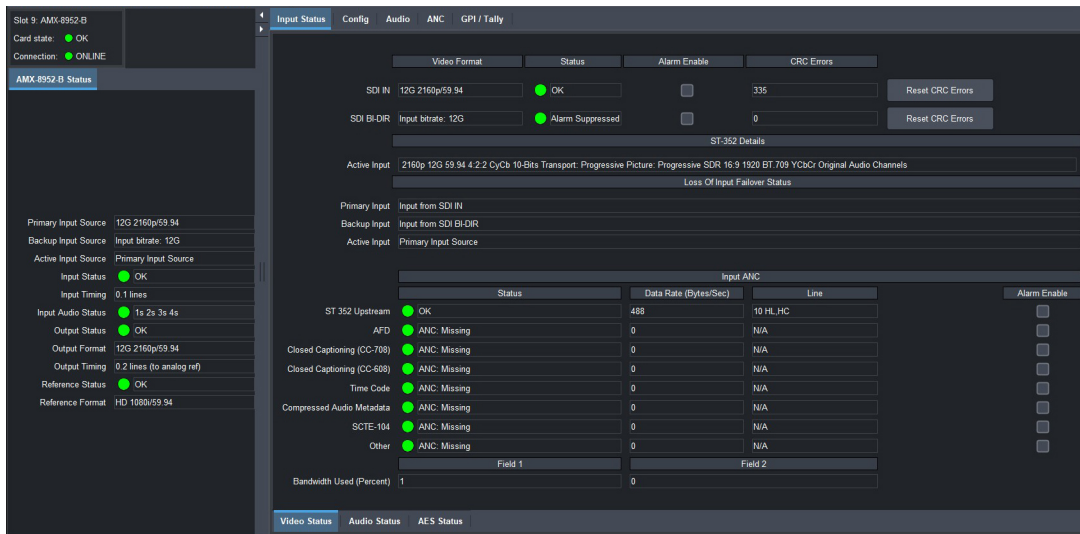 Slot 9: AMX-8952-B
Card state: OK
Connection: ONLINE
AMX-8952-B Status
Primary Input Source 12G 2160p/59.94
Backup Input Source Input bitrate: 12G
Active Input Source Primary Input Source
Input Status OK
Input Timing 0.1 lines
Input Audio Status 1s 2s 3s 4s
Output Status OK
Output Format 12G 2160p/59.94
Output Timing 0.2 lines (to analog ref)
Reference Status OK
Reference Format HD 1080i/59.94
Input Status Config Audio ANC GPI / Tally
Video Format Status Alarm Enable CRC Errors
SDI IN 12G 2160p/59.94 OK 335 Reset CRC Errors
SDI BI-DIR Input bitrate: 12G Alarm Suppressed 0 Reset CRC Errors
ST-352 Details
Active Input 2160p 12G 59.94 4:2:2 CyCb 10-Bits Transport: Progressive Picture: Progressive SDR 16:9 1920 BT.709 YCbCr Original Audio Channels
Loss Of Input Failover Status
Primary Input Input from SDI IN
Backup Input Input from SDI BI-DIR
Active Input Primary Input Source
Input ANC
Status Data Rate (Bytes/Sec) Line Alarm Enable
ST 352 Upstream OK 488 10 HL,HC
AFD ANC: Missing 0 N/A
Closed Captioning (CC-708) ANC: Missing 0 N/A
Closed Captioning (CC-608) ANC: Missing 0 N/A
Time Code ANC: Missing 0 N/A
Compressed Audio Metadata ANC: Missing 0 N/A
SCTE-104 ANC: Missing 0 N/A
Other ANC: Missing 0 N/A
Field 1 Field 2
Bandwidth Used (Percent) 1 0
Video Status Audio Status AES Status